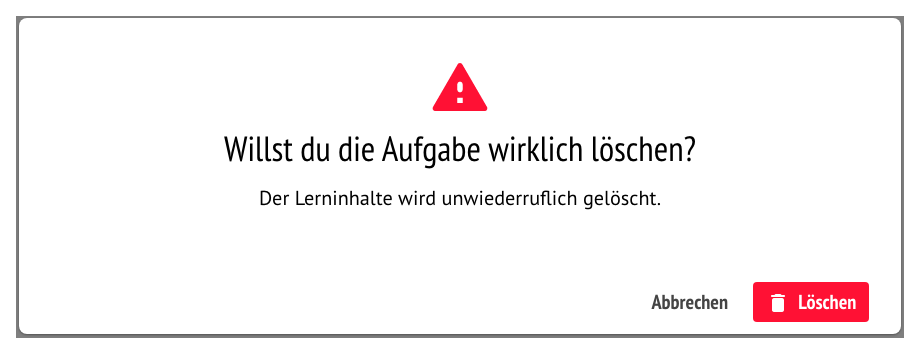 Willst du die Aufgabe wirklich löschen?
Der Lerninhalte wird unwiederruflich gelöscht.
Abbrechen
Löschen